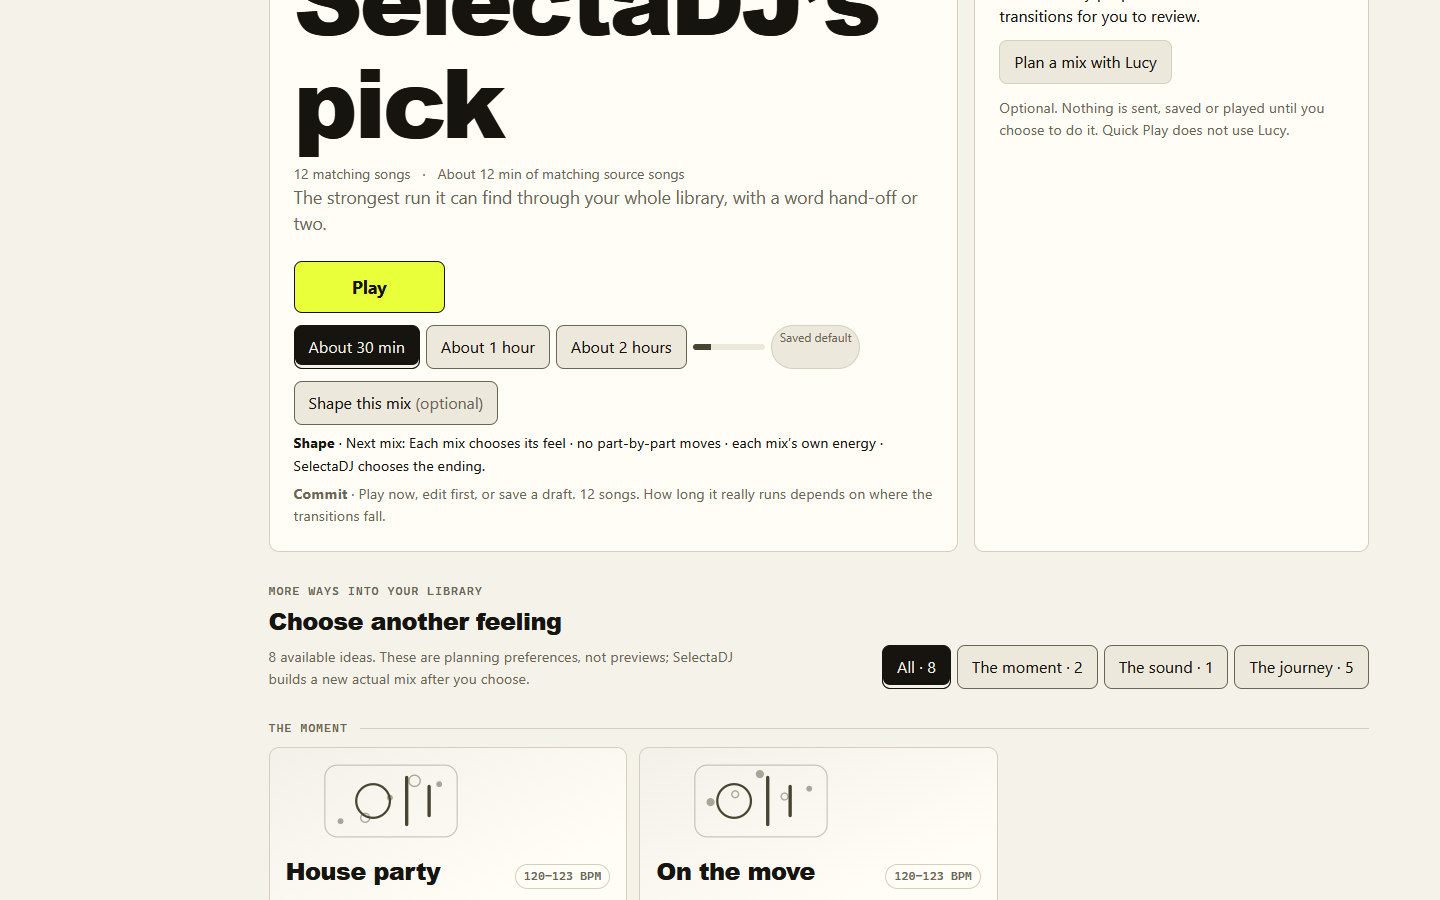 SelectaDJ's
pick
12 matching songs · About 12 min of matching source songs
The strongest run it can find through your whole library, with a word hand-off or
two.
Play
About 30 min
About 1 hour
About 2 hours
Saved default
Shape this mix (optional)
Shape · Next mix: Each mix chooses its feel · no part-by-part moves · each mix's own energy ·
SelectaDJ chooses the ending.
Commit · Play now, edit first, or save a draft. 12 songs. How long it really runs depends on where the
transitions fall.
transitions for you to review.
Plan a mix with Lucy
Optional. Nothing is sent, saved or played until you
choose to do it. Quick Play does not use Lucy.
MORE WAYS INTO YOUR LIBRARY
Choose another feeling
8 available ideas. These are planning preferences, not previews; SelectaDJ
builds a new actual mix after you choose.
All · 8
The moment · 2
The sound · 1
The journey · 5
THE MOMENT
House party
120–123 BPM
On the move
120–123 BPM